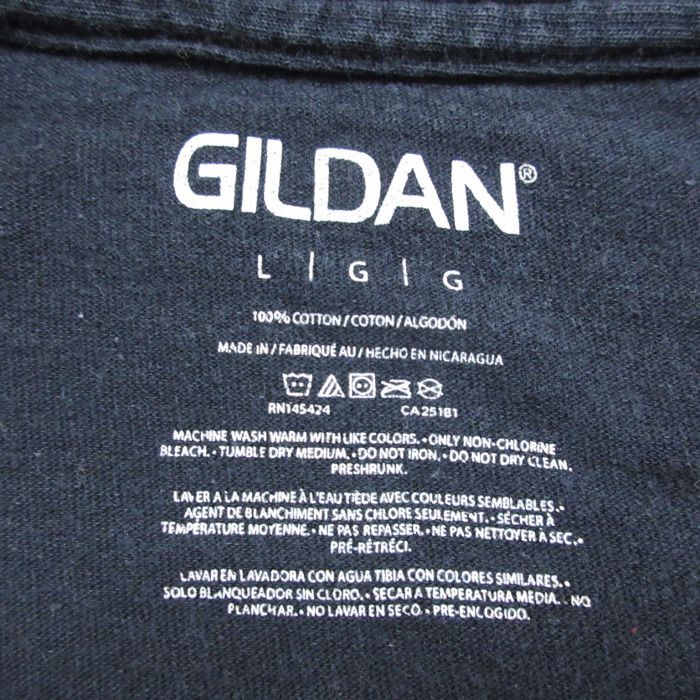 GILDAN®
L | G | G
100% COTTON / COTON / ALGODÓN
MADE IN / FABRIQUÉ AU / HECHO EN NICARAGUA
RN145424 CA25181
MACHINE WASH WARM WITH LIKE COLORS. • ONLY NON-CHLORINE
BLEACH. • TUMBLE DRY MEDIUM. • DO NOT IRON. • DO NOT DRY CLEAN.
PRESHRUNK.
LAVER A LA MACHINE À L'EAU TIÈDE AVEC COULEURS SEMBLABLES. •
AGENT DE BLANCHIMENT SANS CHLORE SEULEMENT. • SÉCHER À
TEMPÉRATURE MOYENNE. • NE PAS REPASSER. • NE PAS NETTOYER À SEC. •
PRÉ-RÉTRÉCI.
LAVAR EN LAVADORA CON AGUA TIBIA CON COLORES SIMILARES. •
SOLO BLANQUEADOR SIN CLORO. • SECAR A TEMPERATURA MEDIA. • NO
PLANCHAR. • NO LAVAR EN SECO. • PRE-ENCOGIDO.